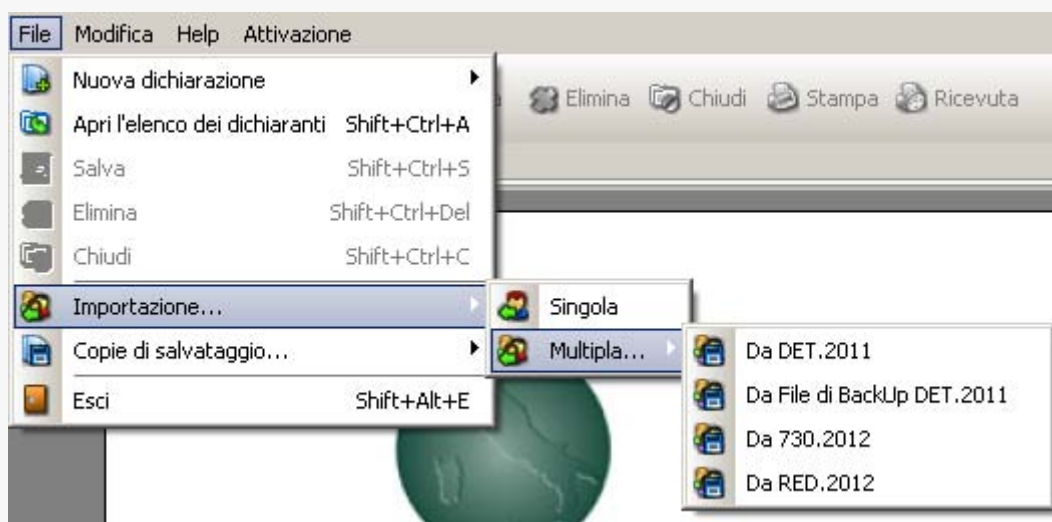 File Modifica Help Attivazione
Nuova dichiarazione
Elimina Chiudi Stampa Ricevuta
Apri l'elenco dei dichiaranti Shift+Ctrl+A
Salva Shift+Ctrl+S
Elimina Shift+Ctrl+Del
Chiudi Shift+Ctrl+C
Importazione... Singola
Copie di salvataggio... Multipla... Da DET.2011
Esci Shift+Alt+E Da File di BackUp DET.2011
Da 730.2012
Da RED.2012